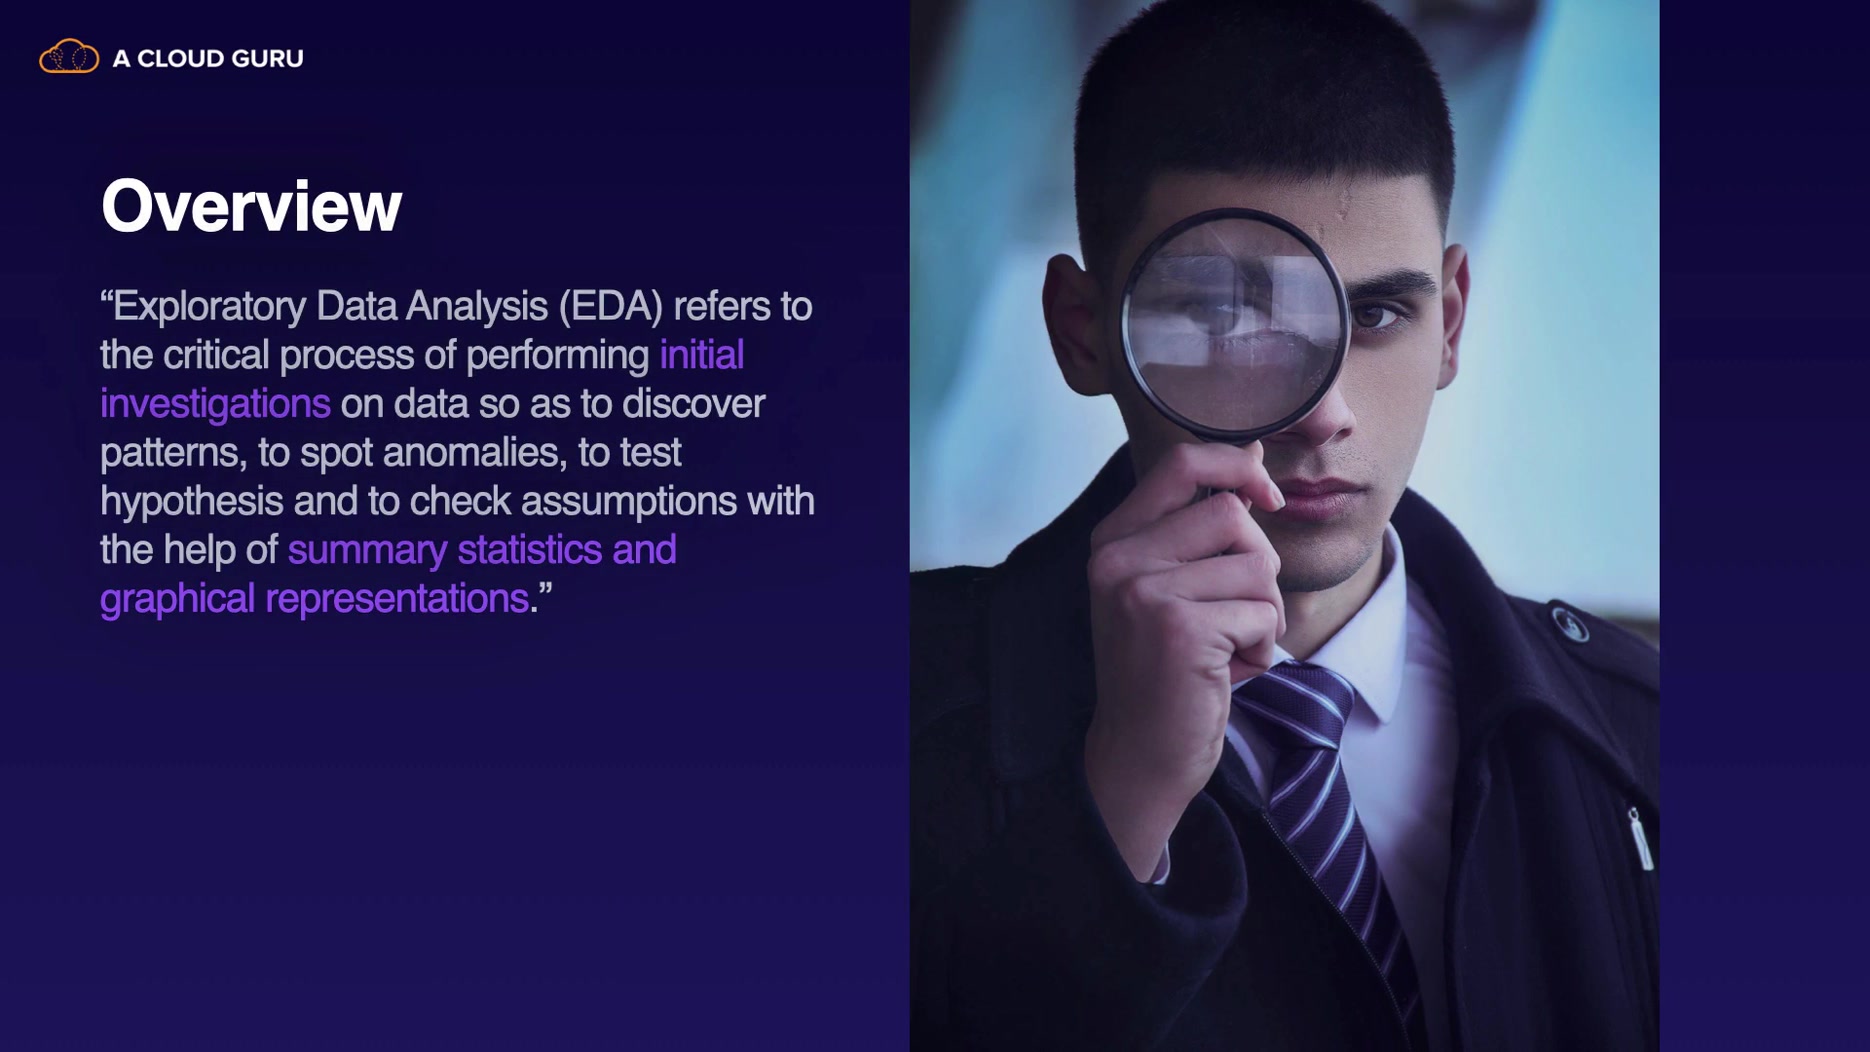 A CLOUD GURU
Overview
“Exploratory Data Analysis (EDA) refers to
the critical process of performing initial
investigations on data so as to discover
patterns, to spot anomalies, to test
hypothesis and to check assumptions with
the help of summary statistics and
graphical representations.”